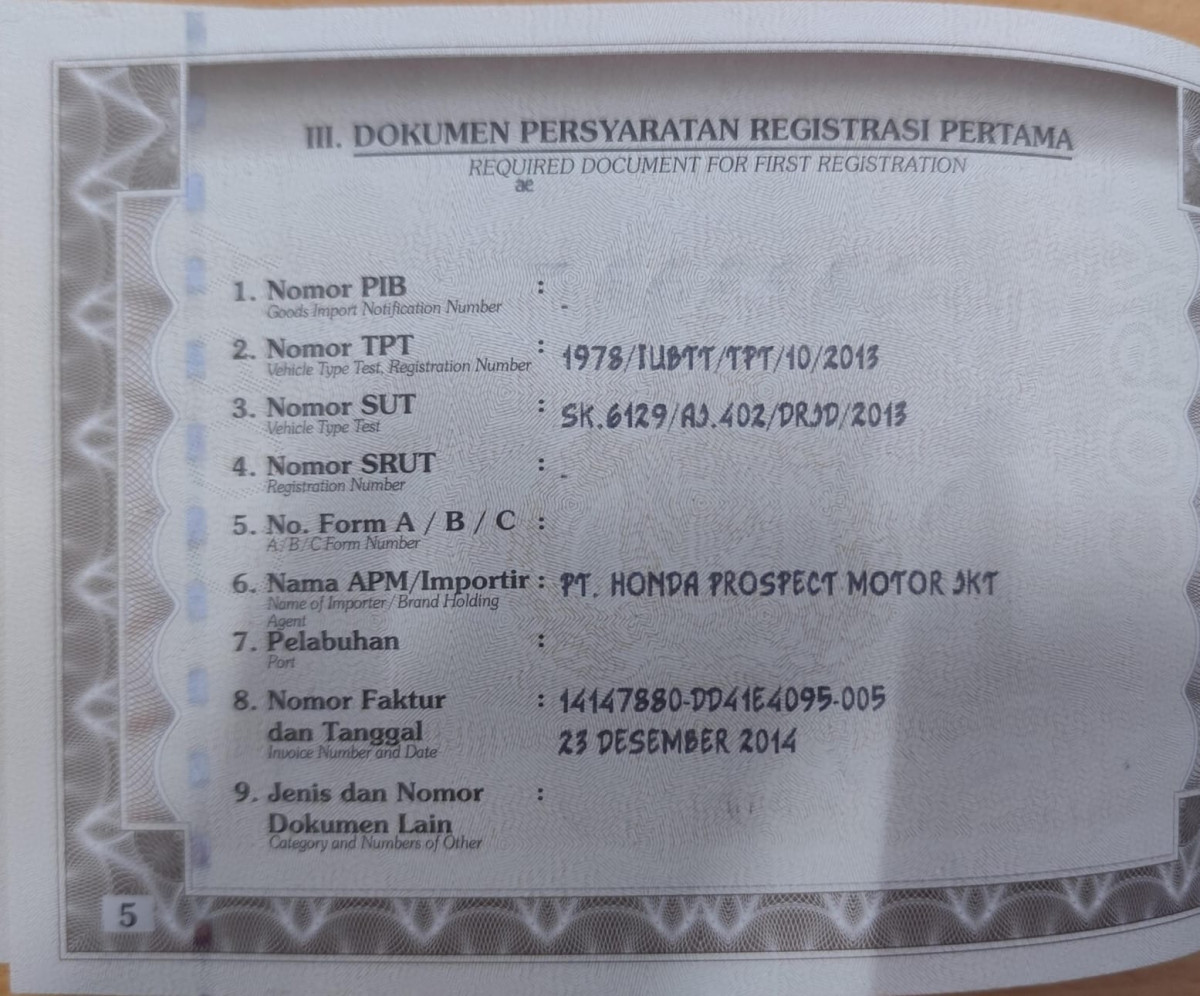 III. DOKUMEN PERSYARATAN REGISTRASI PERTAMA
REQUIRED DOCUMENT FOR FIRST REGISTRATION
ae
1. Nomor PIB :
Goods Import Notification Number -
2. Nomor TPT : 1978/IUBTT/TPT/10/2013
Vehicle Type Test, Registration Number
3. Nomor SUT : SK.6129/AJ.402/DRJD/2013
Vehicle Type Test
4. Nomor SRUT : -
Registration Number
5. No. Form A / B / C :
A / B / C Form Number
6. Nama APM/Importir : PT. HONDA PROSPECT MOTOR JKT
Name of Importer / Brand Holding
Agent
7. Pelabuhan :
Port
8. Nomor Faktur : 14147880-DD41E4095-005
dan Tanggal 23 DESEMBER 2014
Invoice Number and Date
9. Jenis dan Nomor :
Dokumen Lain
Category and Numbers of Other
5